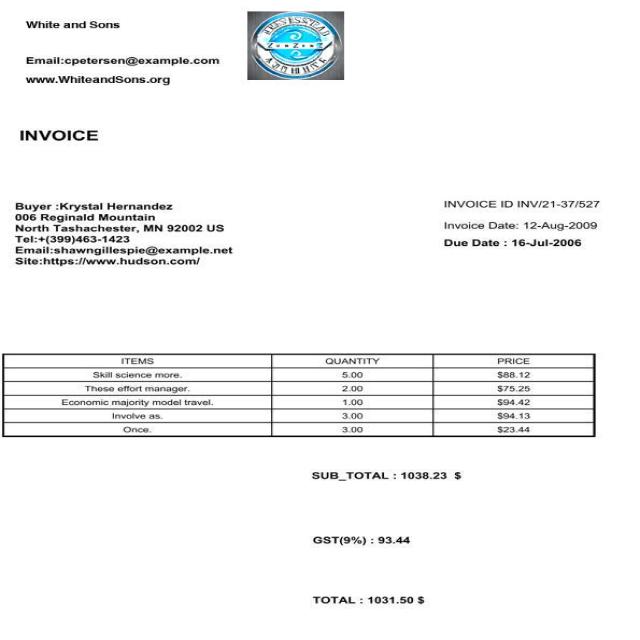 White and Sons
Email:cpetersen@example.com
www.WhiteandSons.org
INVOICE
Buyer :Krystal Hernandez
006 Reginald Mountain
North Tashachester, MN 92002 US
Tel:+(399)463-1423
Email:shawngillespie@example.net
Site:https://www.hudson.com/
INVOICE ID INV/21-37/527
Invoice Date: 12-Aug-2009
Due Date : 16-Jul-2006
ITEMS QUANTITY PRICE
Skill science more. 5.00 $88.12
These effort manager. 2.00 $75.25
Economic majority model travel. 1.00 $94.42
Involve as. 3.00 $94.13
Once. 3.00 $23.44
SUB_TOTAL : 1038.23 $
GST(9%) : 93.44
TOTAL : 1031.50 $